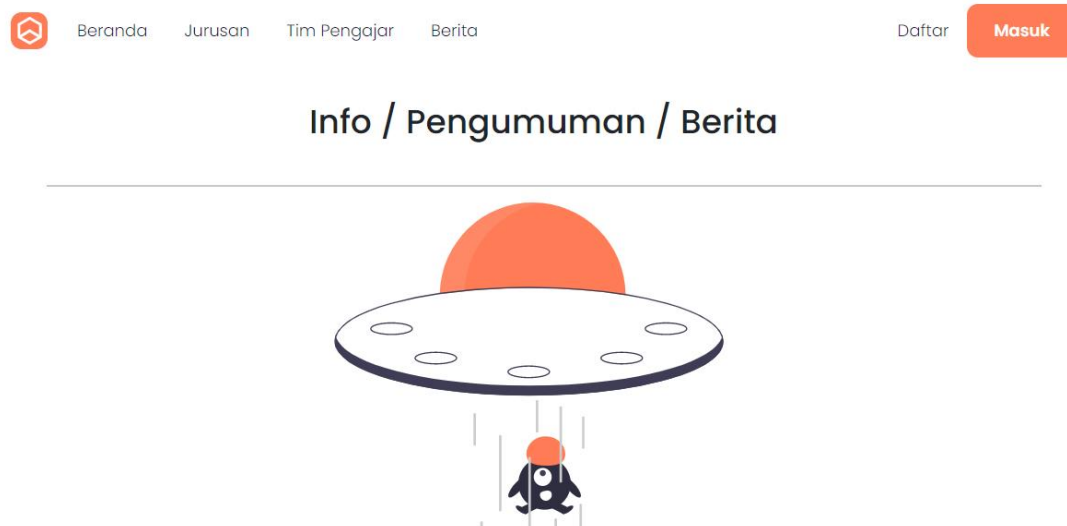 Beranda Jurusan Tim Pengajar Berita Daftar Masuk
Info / Pengumuman / Berita